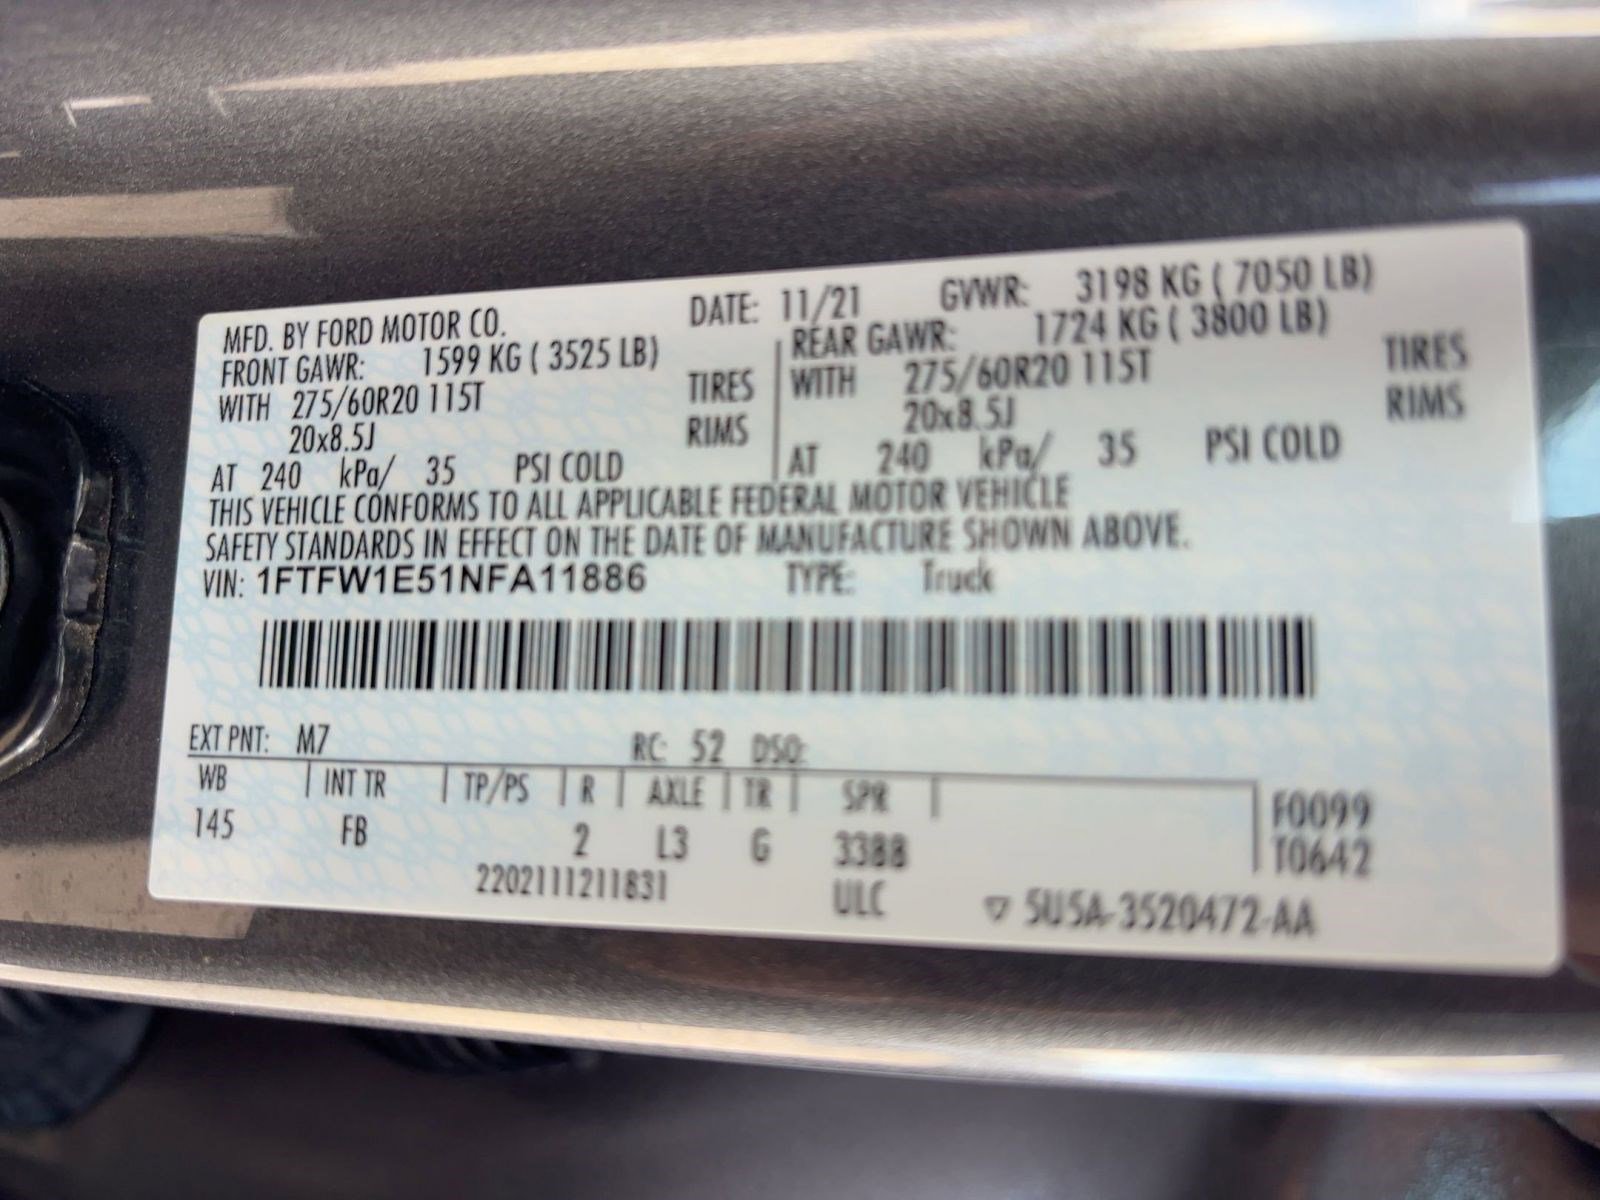 MFD. BY FORD MOTOR CO. DATE: 11/21 GVWR: 3198 KG ( 7050 LB)
FRONT GAWR: 1599 KG ( 3525 LB) REAR GAWR: 1724 KG ( 3800 LB)
WITH 275/60R20 115T TIRES WITH 275/60R20 115T TIRES
20x8.5J RIMS 20x8.5J RIMS
AT 240 kPa/ 35 PSI COLD AT 240 kPa/ 35 PSI COLD
THIS VEHICLE CONFORMS TO ALL APPLICABLE FEDERAL MOTOR VEHICLE
SAFETY STANDARDS IN EFFECT ON THE DATE OF MANUFACTURE SHOWN ABOVE.
VIN: 1FTFW1E51NFA11886 TYPE: Truck
EXT PNT: M7 RC: 52 DSO:
WB INT TR TP/PS R AXLE TR SPR F0099
145 FB 2 L3 G 3388 T0642
2202111211831 ULC ▽ 5U5A-3520472-AA